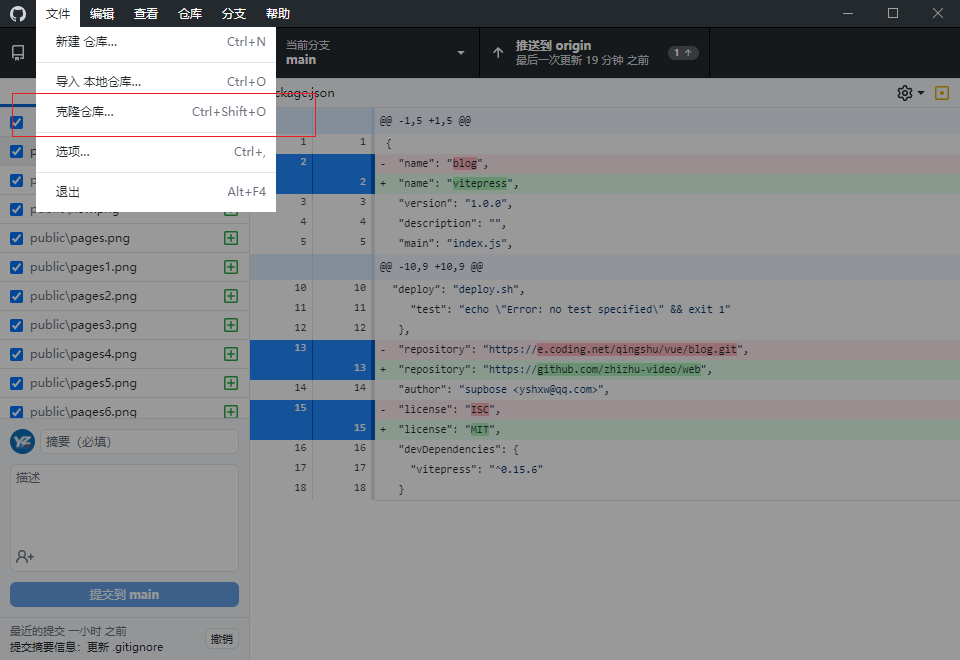 文件 编辑 查看 仓库 分支 帮助
新建 仓库... Ctrl+N
导入 本地仓库... Ctrl+O
克隆仓库... Ctrl+Shift+O
选项... Ctrl+,
退出 Alt+F4
当前分支
main
推送到 origin
最后一次更新 19 分钟 之前
1
ckage.json
@@ -1,5 +1,5 @@
1 1 {
2 - "name": "blog",
2 + "name": "vitepress",
3 3 "version": "1.0.0",
4 4 "description": "",
5 5 "main": "index.js",
@@ -10,9 +10,9 @@
10 10 "deploy": "deploy.sh",
11 11 "test": "echo \"Error: no test specified\" && exit 1"
12 12 },
13 - "repository": "https://e.coding.net/qingshu/vue/blog.git",
13 + "repository": "https://github.com/zhizhu-video/web",
14 14 "author": "supbose <yshxw@qq.com>",
15 - "license": "ISC",
15 + "license": "MIT",
16 16 "devDependencies": {
17 17 "vitepress": "^0.15.6"
18 18 }
public\pages.png
public\pages1.png
public\pages2.png
public\pages3.png
public\pages4.png
public\pages5.png
public\pages6.png
YZ
摘要（必填）
描述
提交到 main
最近的提交 一小时 之前
提交摘要信息：更新 .gitignore
撤销